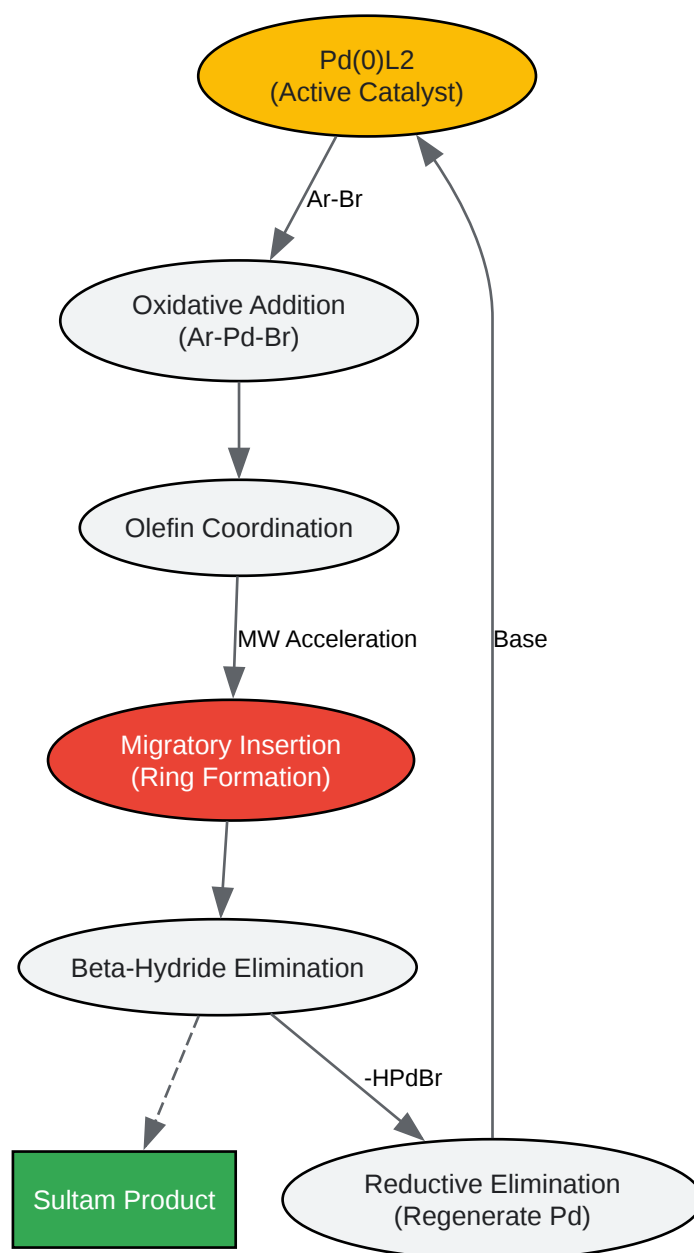 Pd(0)L2
(Active Catalyst)
Ar-Br
Oxidative Addition
(Ar-Pd-Br)
Olefin Coordination
MW Acceleration
Base
Migratory Insertion
(Ring Formation)
Beta-Hydride Elimination
-HPdBr
Sultam Product
Reductive Elimination
(Regenerate Pd)